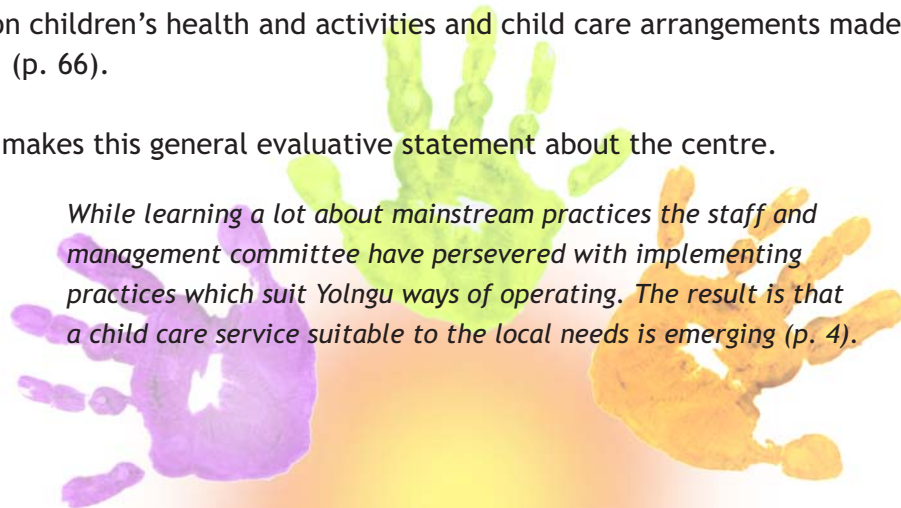 on children’s health and activities and child care arrangements made
(p. 66).
makes this general evaluative statement about the centre.
While learning a lot about mainstream practices the staff and
management committee have persevered with implementing
practices which suit Yolngu ways of operating. The result is that
a child care service suitable to the local needs is emerging (p. 4).